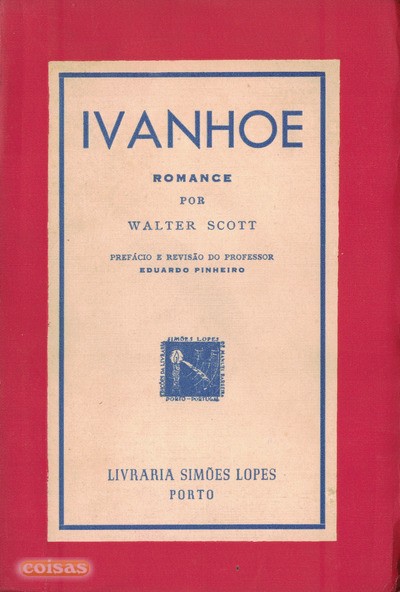 IVANHOE
ROMANCE
POR
WALTER SCOTT
PREFÁCIO E REVISÃO DO PROFESSOR
EDUARDO PINHEIRO
SIMÕES LOPES
PORTO-PORTUGAL
LIVRARIA SIMÕES LOPES
PORTO
coisas